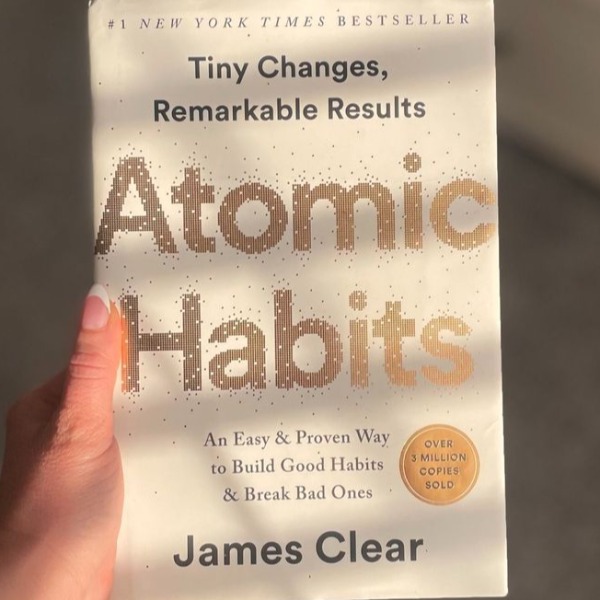 #1 NEW YORK TIMES BESTSELLER
Tiny Changes,
Remarkable Results
Atomic
Habits
An Easy & Proven Way
to Build Good Habits
& Break Bad Ones
OVER
3 MILLION
COPIES
SOLD
James Clear